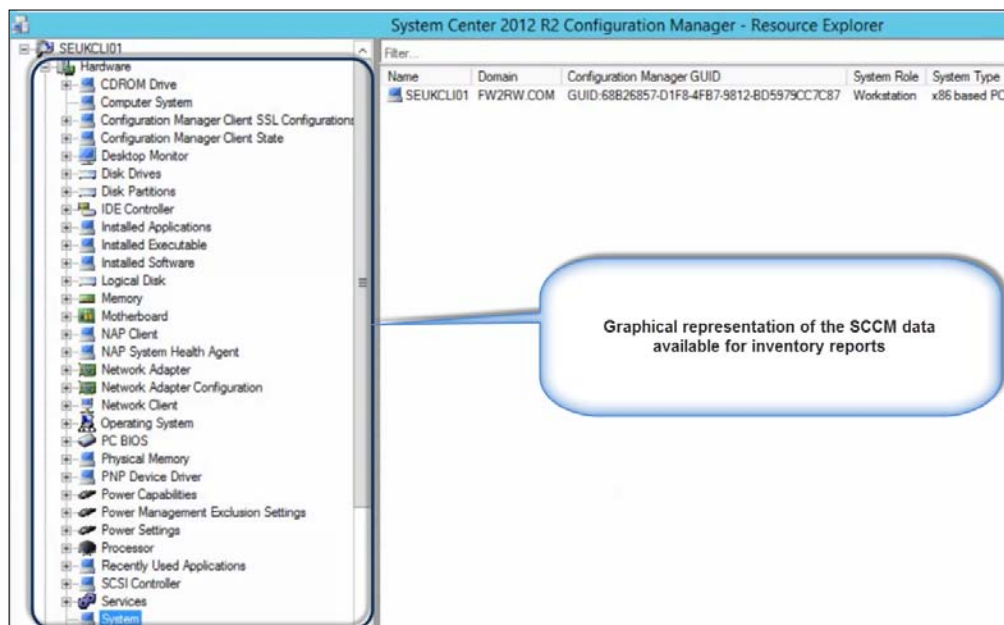 System Center 2012 R2 Configuration Manager - Resource Explorer
SEUKCLI01
Hardware
CDROM Drive
Computer System
Configuration Manager Client SSL Configurations
Configuration Manager Client State
Desktop Monitor
Disk Drives
Disk Partitions
IDE Controller
Installed Applications
Installed Executable
Installed Software
Logical Disk
Memory
Motherboard
NAP Client
NAP System Health Agent
Network Adapter
Network Adapter Configuration
Network Client
Operating System
PC BIOS
Physical Memory
PNP Device Driver
Power Capabilities
Power Management Exclusion Settings
Power Settings
Processor
Recently Used Applications
SCSI Controller
Services
System
Filter...
Name Domain Configuration Manager GUID System Role System Type
SEUKCLI01 FW2RW.COM GUID:68B26857-D1F8-4FB7-9812-BD5979CC7C87 Workstation x86 based PC
Graphical representation of the SCCM data
available for inventory reports